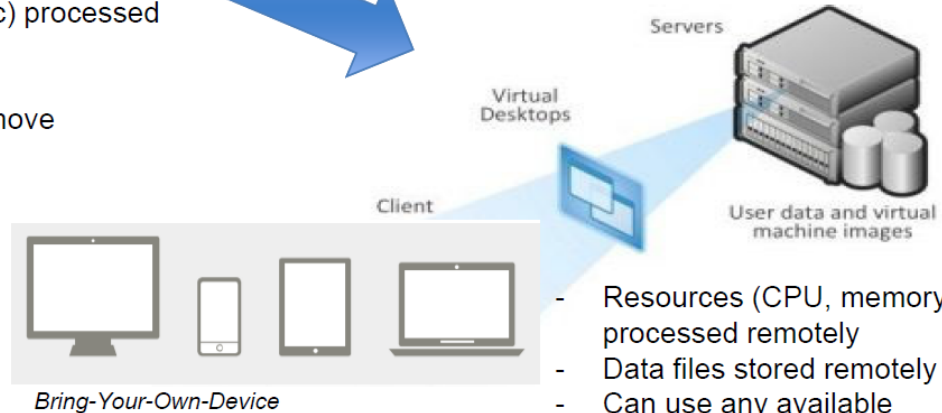 c) processed
move
Servers
Virtual
Desktops
Client
User data and virtual
machine images
Bring-Your-Own-Device
- Resources (CPU, memory
processed remotely
- Data files stored remotely
- Can use any available